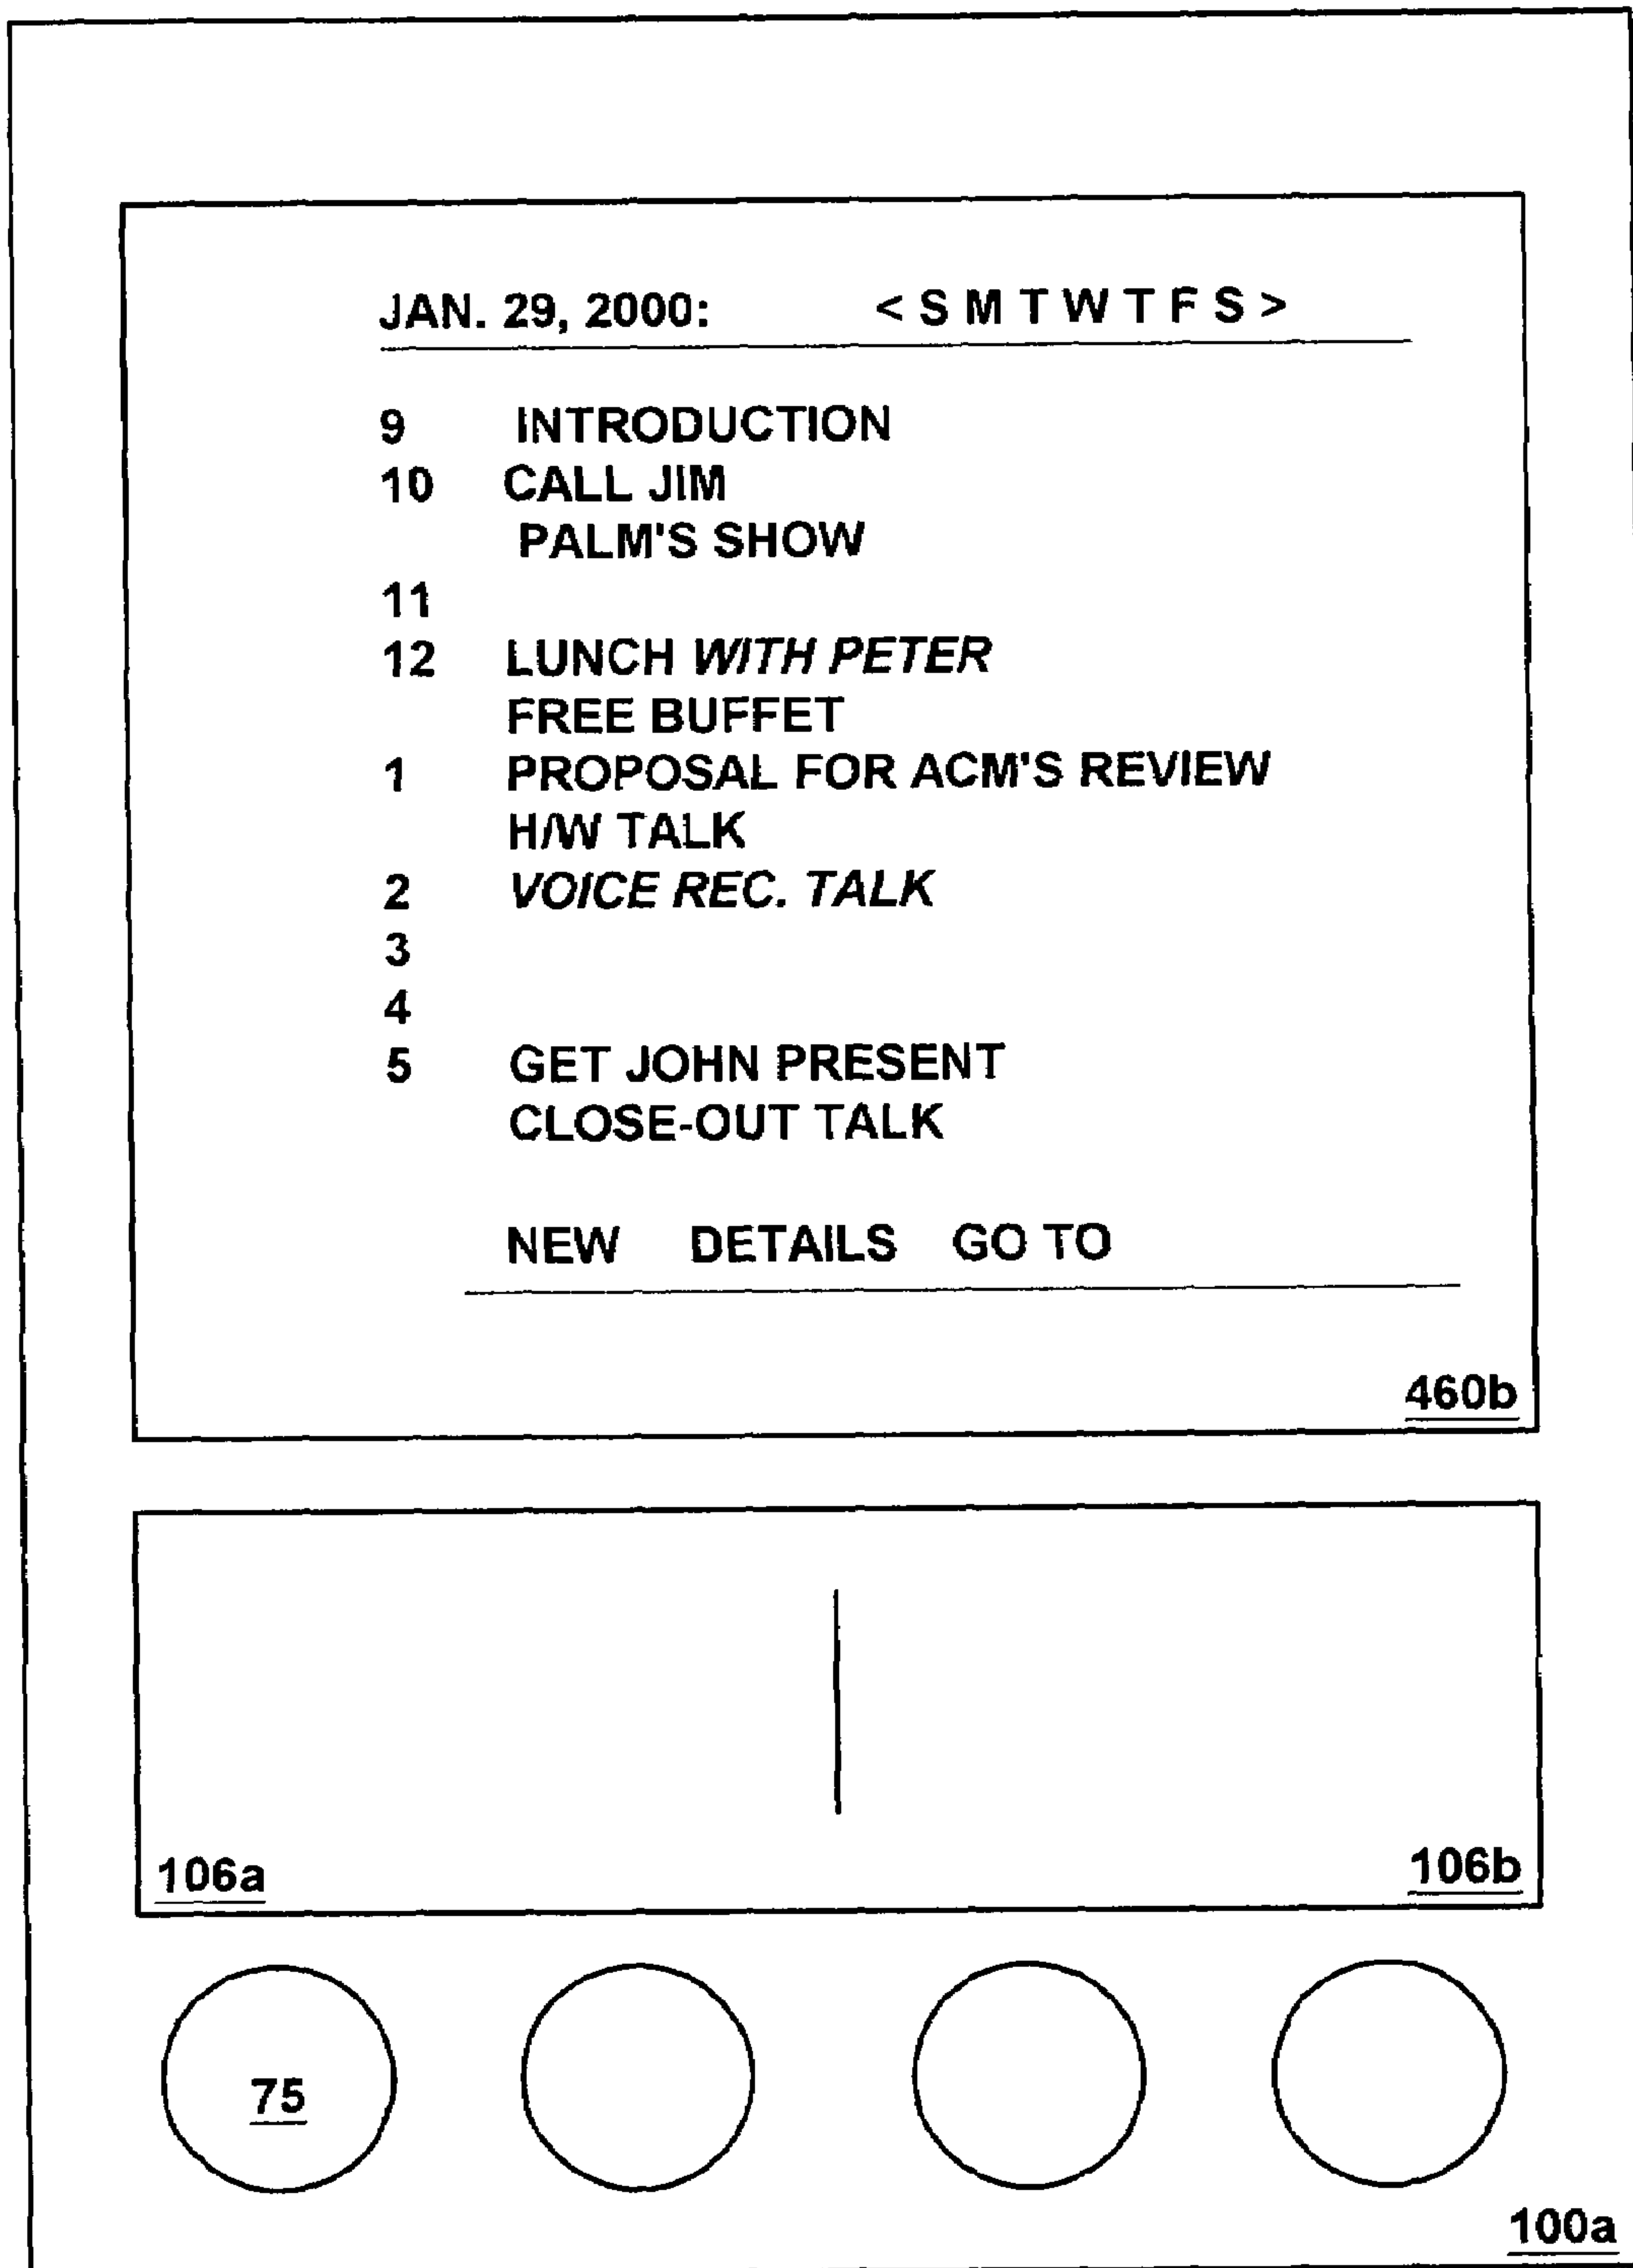 JAN. 29, 2000: < S M T W T F S >
9 INTRODUCTION
10 CALL JIM
PALM'S SHOW
11
12 LUNCH WITH PETER
FREE BUFFET
1 PROPOSAL FOR ACM'S REVIEW
H/W TALK
2 VOICE REC. TALK
3
4
5 GET JOHN PRESENT
CLOSE-OUT TALK
NEW DETAILS GO TO
460b
106a 106b
75
100a